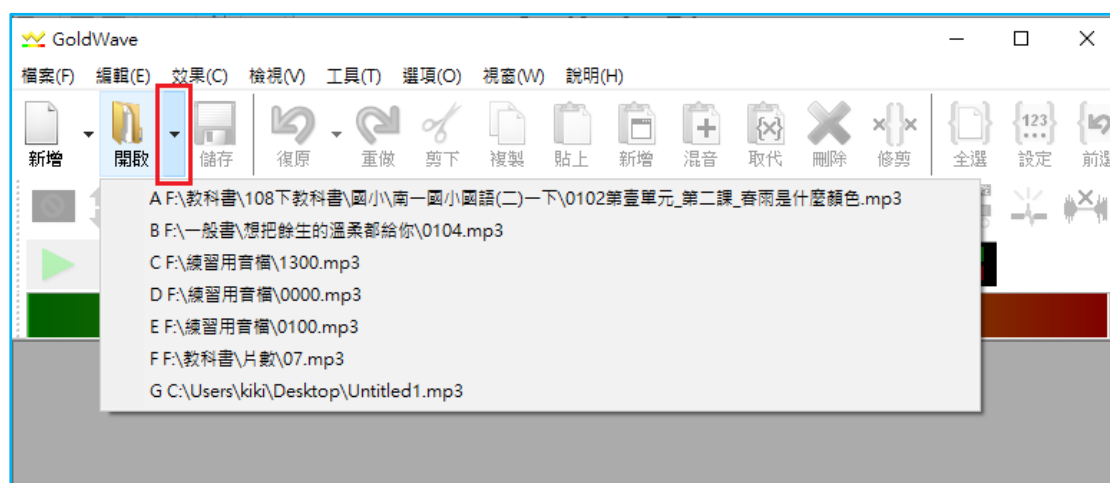 GoldWave
檔案(F) 編輯(E) 效果(C) 檢視(V) 工具(T) 選項(O) 視窗(W) 說明(H)
新增 開啟 儲存 復原 重做 剪下 複製 貼上 新增 混音 取代 刪除 修剪 全選 設定 前選
123
A F:\教科書\108下教科書\國小\南一國小國語(二)一下\0102第壹單元_第二課_春雨是什麼顏色.mp3
B F:\一般書\想把餘生的溫柔都給你\0104.mp3
C F:\練習用音檔\1300.mp3
D F:\練習用音檔\0000.mp3
E F:\練習用音檔\0100.mp3
F F:\教科書\片數\07.mp3
G C:\Users\kiki\Desktop\Untitled1.mp3